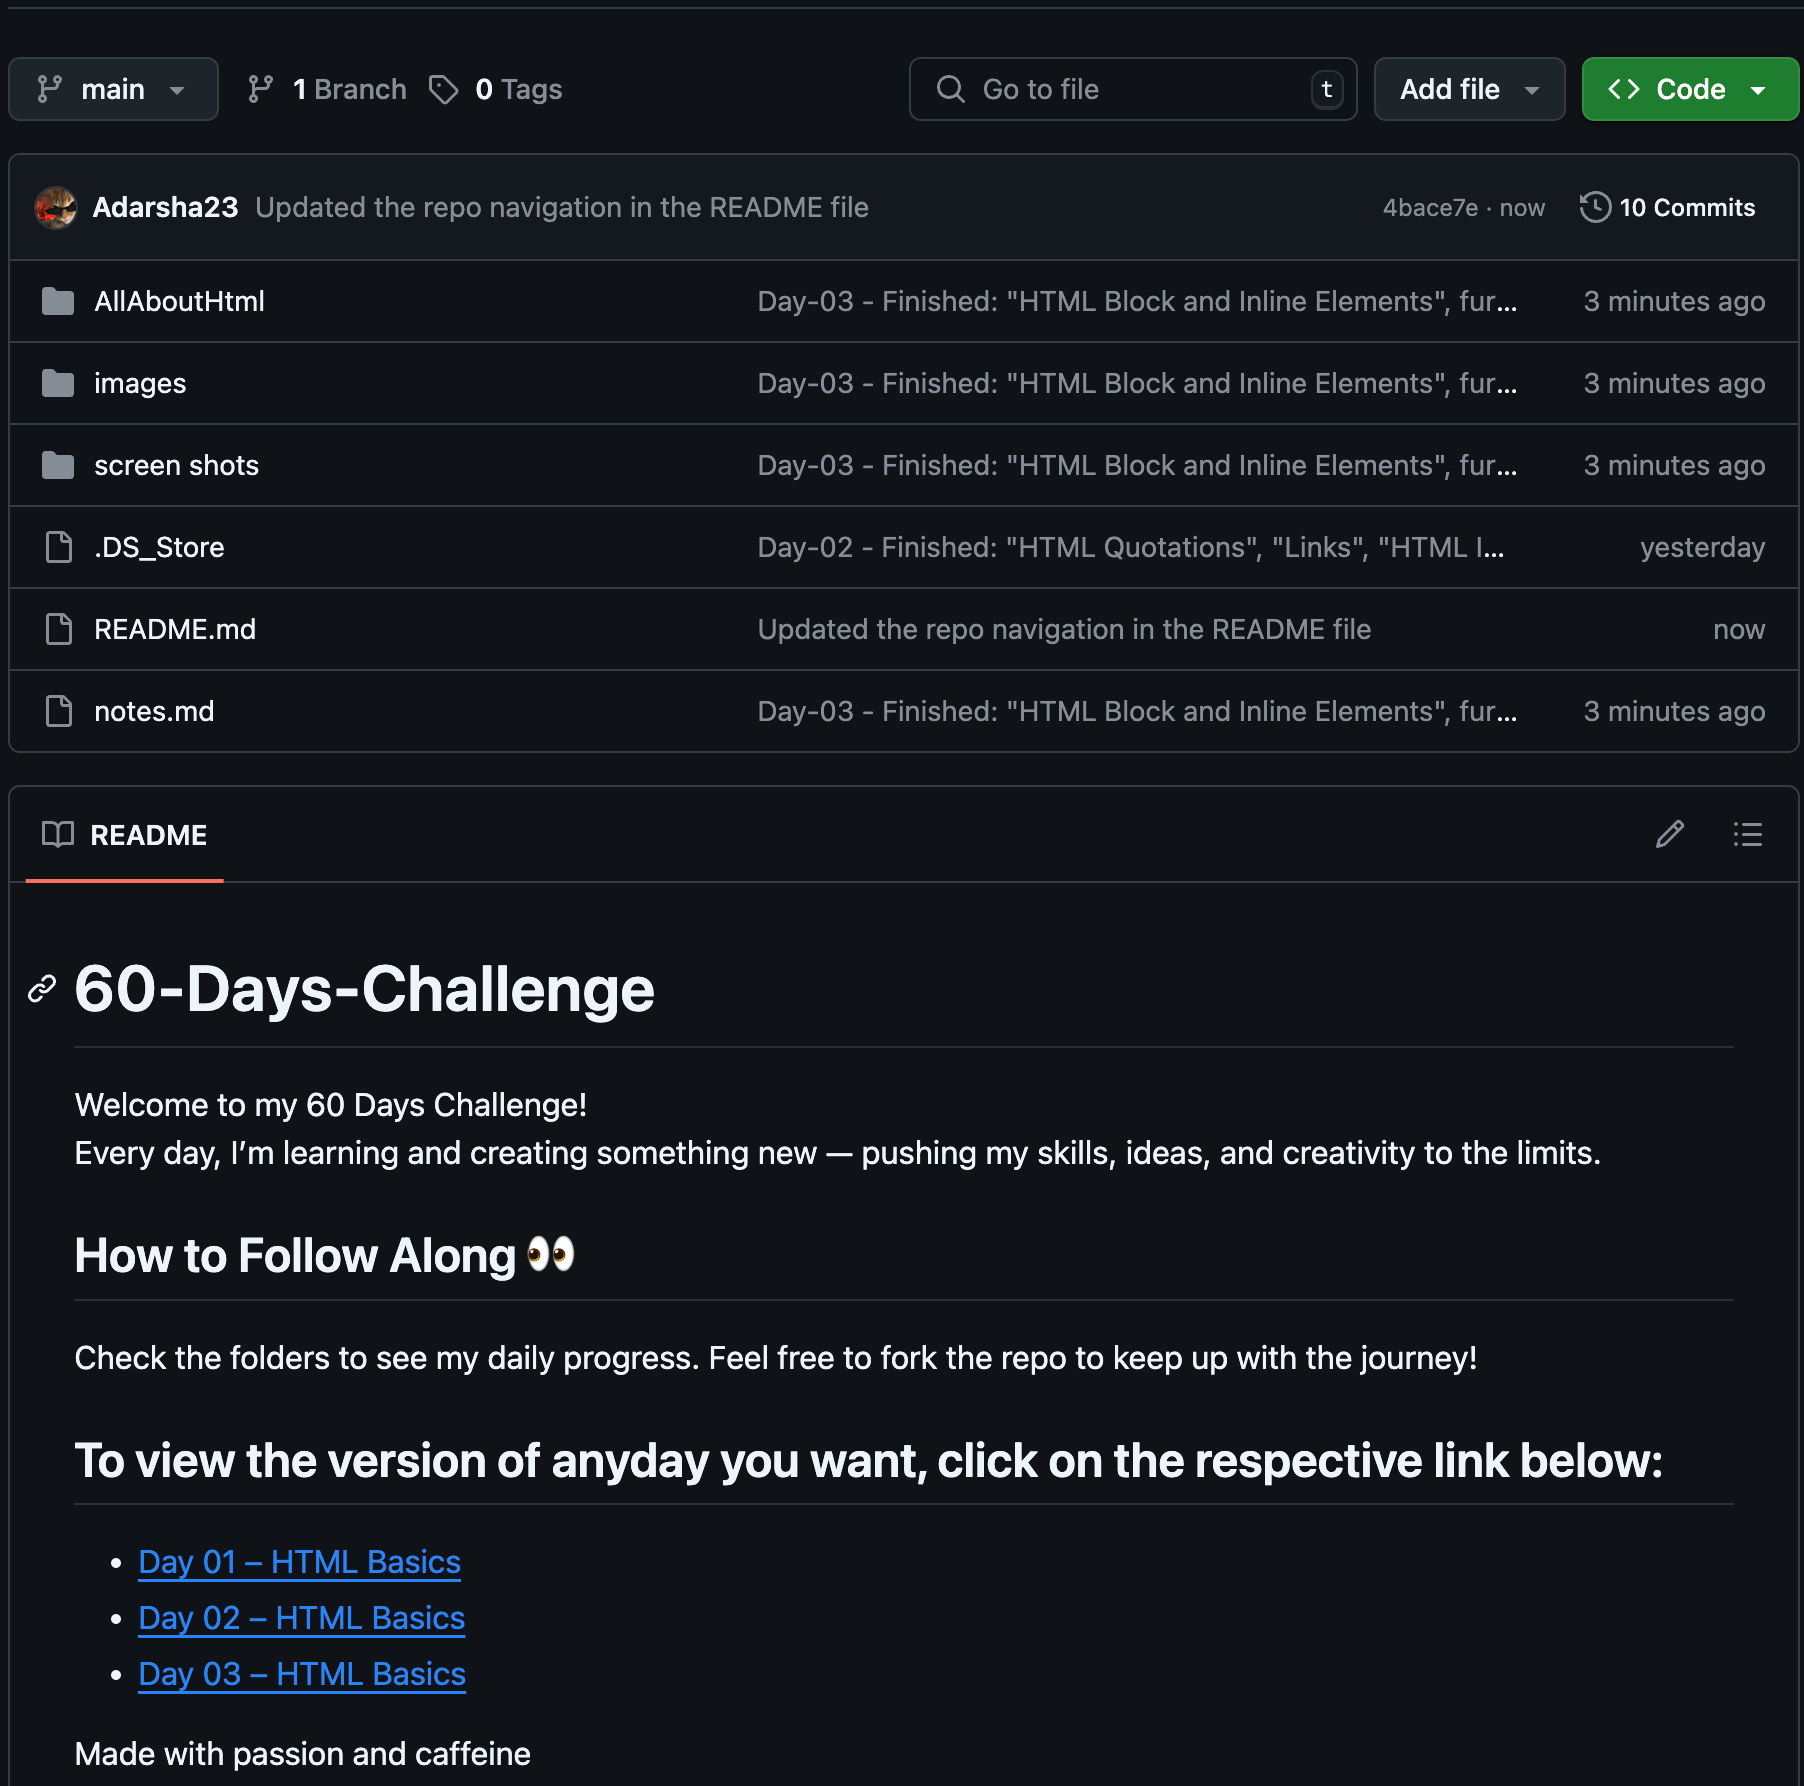 main 1 Branch 0 Tags Go to file t Add file Code
Adarsha23 Updated the repo navigation in the README file 4bace7e · now 10 Commits
AllAboutHtml Day-03 - Finished: "HTML Block and Inline Elements", fur... 3 minutes ago
images Day-03 - Finished: "HTML Block and Inline Elements", fur... 3 minutes ago
screen shots Day-03 - Finished: "HTML Block and Inline Elements", fur... 3 minutes ago
.DS_Store Day-02 - Finished: "HTML Quotations", "Links", "HTML I... yesterday
README.md Updated the repo navigation in the README file now
notes.md Day-03 - Finished: "HTML Block and Inline Elements", fur... 3 minutes ago
README
60-Days-Challenge
Welcome to my 60 Days Challenge!
Every day, I’m learning and creating something new — pushing my skills, ideas, and creativity to the limits.
How to Follow Along 👀
Check the folders to see my daily progress. Feel free to fork the repo to keep up with the journey!
To view the version of anyday you want, click on the respective link below:
• Day 01 – HTML Basics
• Day 02 – HTML Basics
• Day 03 – HTML Basics
Made with passion and caffeine